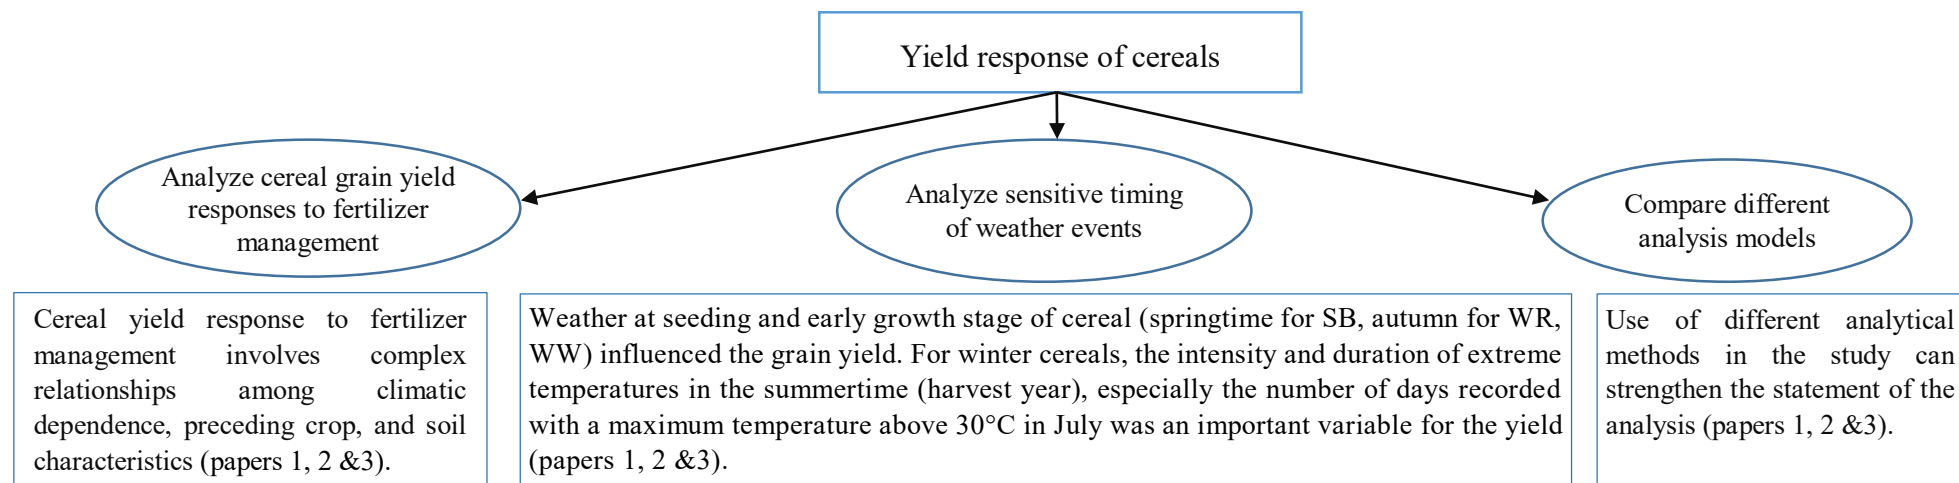 Yield response of cereals
Analyze cereal grain yield
responses to fertilizer
management
Analyze sensitive timing
of weather events
Compare different
analysis models
Cereal yield response to fertilizer
management involves complex
relationships among climatic
dependence, preceding crop, and soil
characteristics (papers 1, 2 &3).
Weather at seeding and early growth stage of cereal (springtime for SB, autumn for WR,
WW) influenced the grain yield. For winter cereals, the intensity and duration of extreme
temperatures in the summertime (harvest year), especially the number of days recorded
with a maximum temperature above 30°C in July was an important variable for the yield
(papers 1, 2 &3).
Use of different analytical
methods in the study can
strengthen the statement of the
analysis (papers 1, 2 &3).